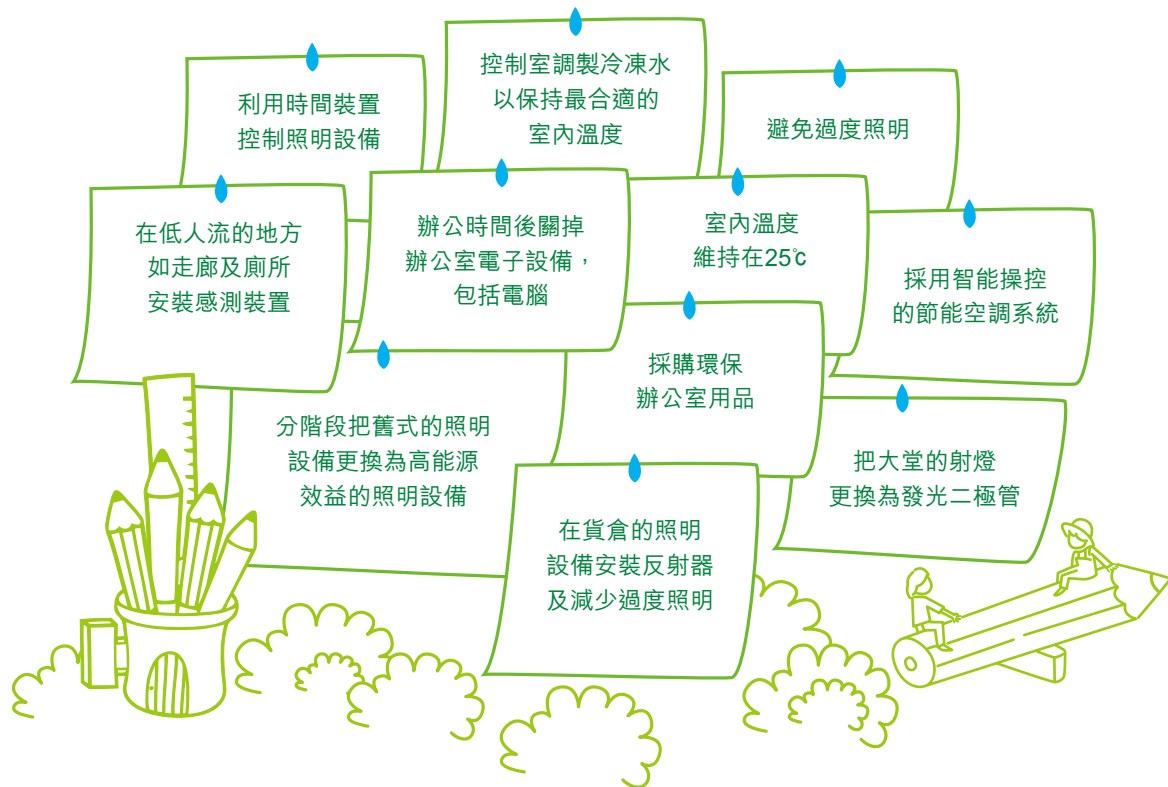 利用時間裝置
控制照明設備
控制室調製冷凍水
以保持最合適的
室內溫度
避免過度照明
在低人流的地方
如走廊及廁所
安裝感測裝置
辦公時間後關掉
辦公室電子設備，
包括電腦
室內溫度
維持在25℃
採用智能操控
的節能空調系統
分階段把舊式的照明
設備更換為高能源
效益的照明設備
採購環保
辦公室用品
把大堂的射燈
更換為發光二極管
在貨倉的照明
設備安裝反射器
及減少過度照明